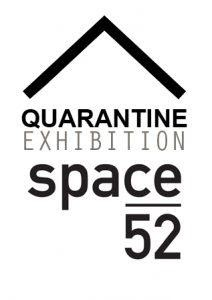 QUARANTINE
EXHIBITION
space
52